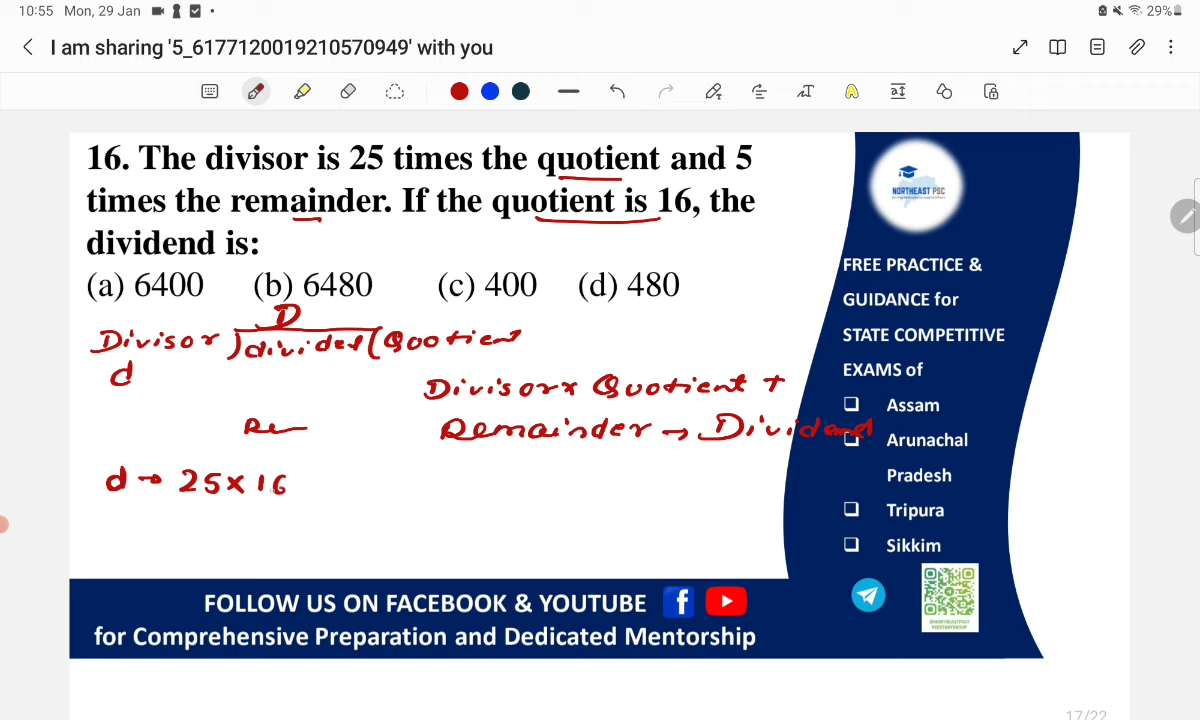 10:55 Mon, 29 Jan
29%
I am sharing '5_6177120019210570949' with you
16. The divisor is 25 times the quotient and 5
times the remainder. If the quotient is 16, the
dividend is:
(a) 6400 (b) 6480 (c) 400 (d) 480
D
Divisor ) divided ( Quotient
d
Divisor x Quotient +
Rem
Remainder → Dividend
d → 25 x 16
NORTHEAST PSC
FREE PRACTICE &
GUIDANCE for
STATE COMPETITIVE
EXAMS of
Assam
Arunachal
Pradesh
Tripura
Sikkim
FOLLOW US ON FACEBOOK & YOUTUBE
for Comprehensive Preparation and Dedicated Mentorship
17/22